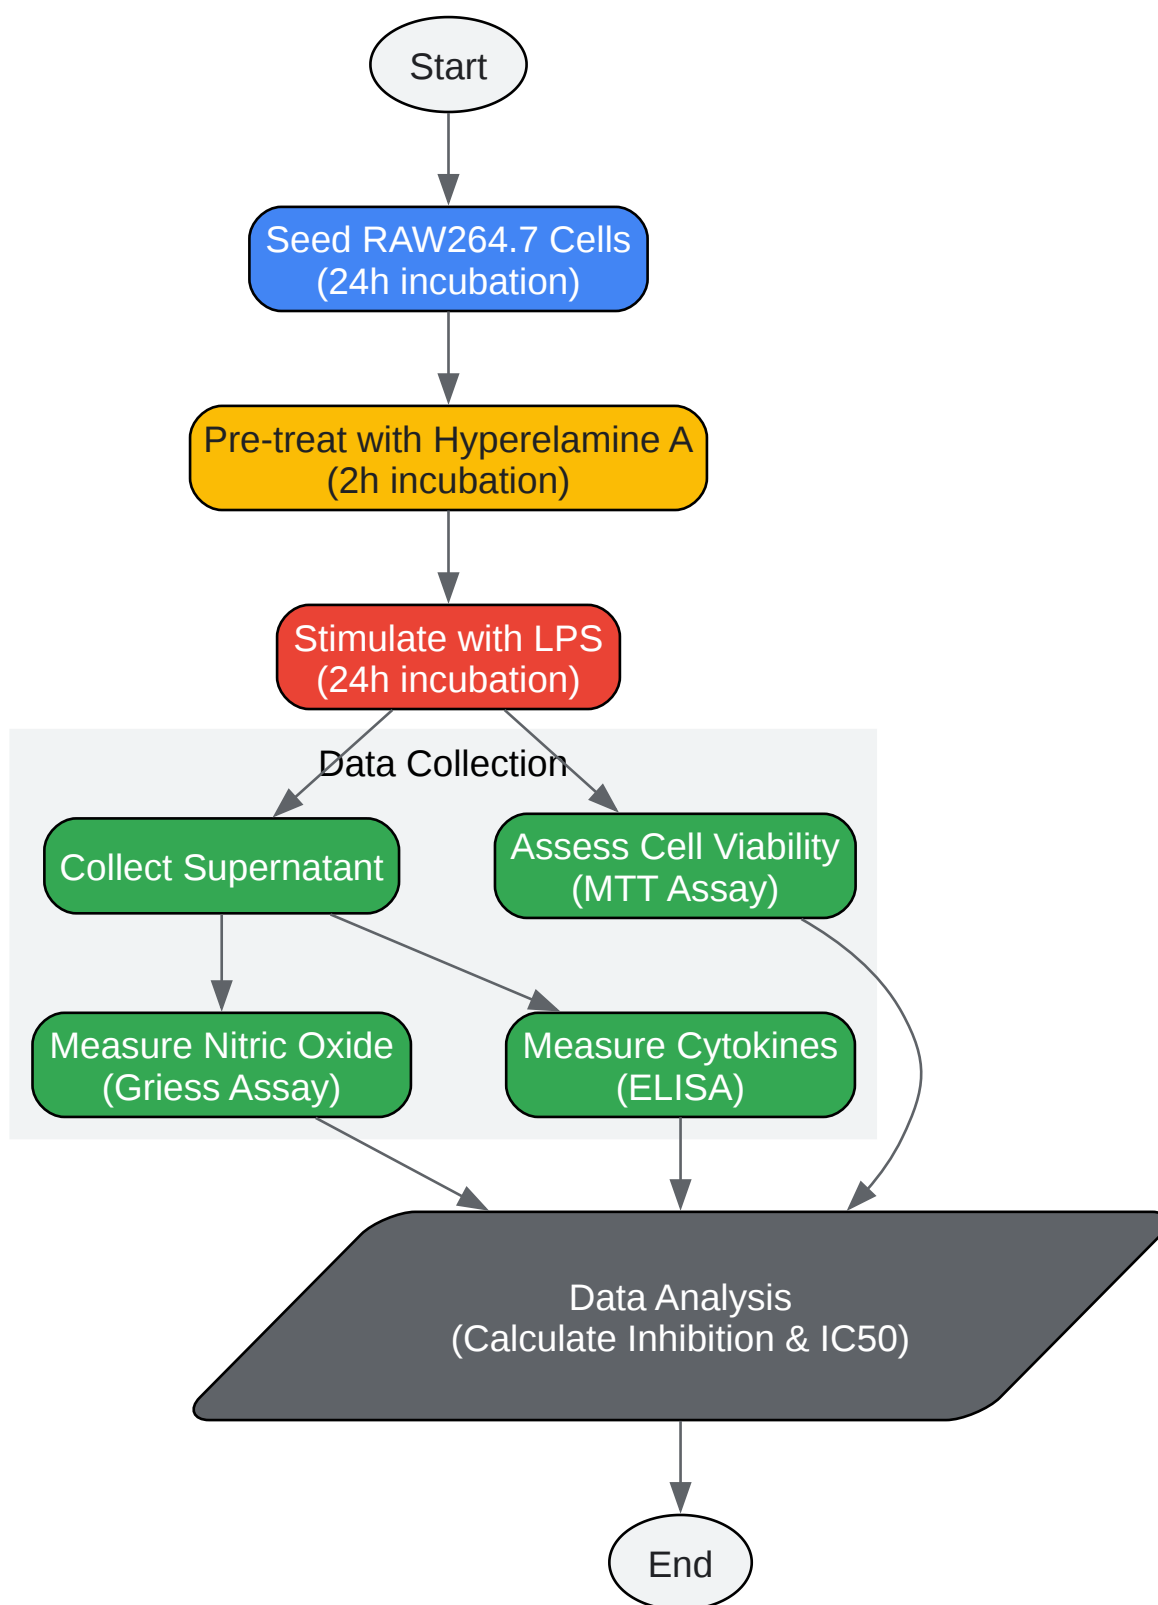 Start
Seed RAW264.7 Cells
(24h incubation)
Pre-treat with Hyperelamine A
(2h incubation)
Stimulate with LPS
(24h incubation)
Data Collection
Collect Supernatant
Assess Cell Viability
(MTT Assay)
Measure Nitric Oxide
(Griess Assay)
Measure Cytokines
(ELISA)
Data Analysis
(Calculate Inhibition & IC50)
End